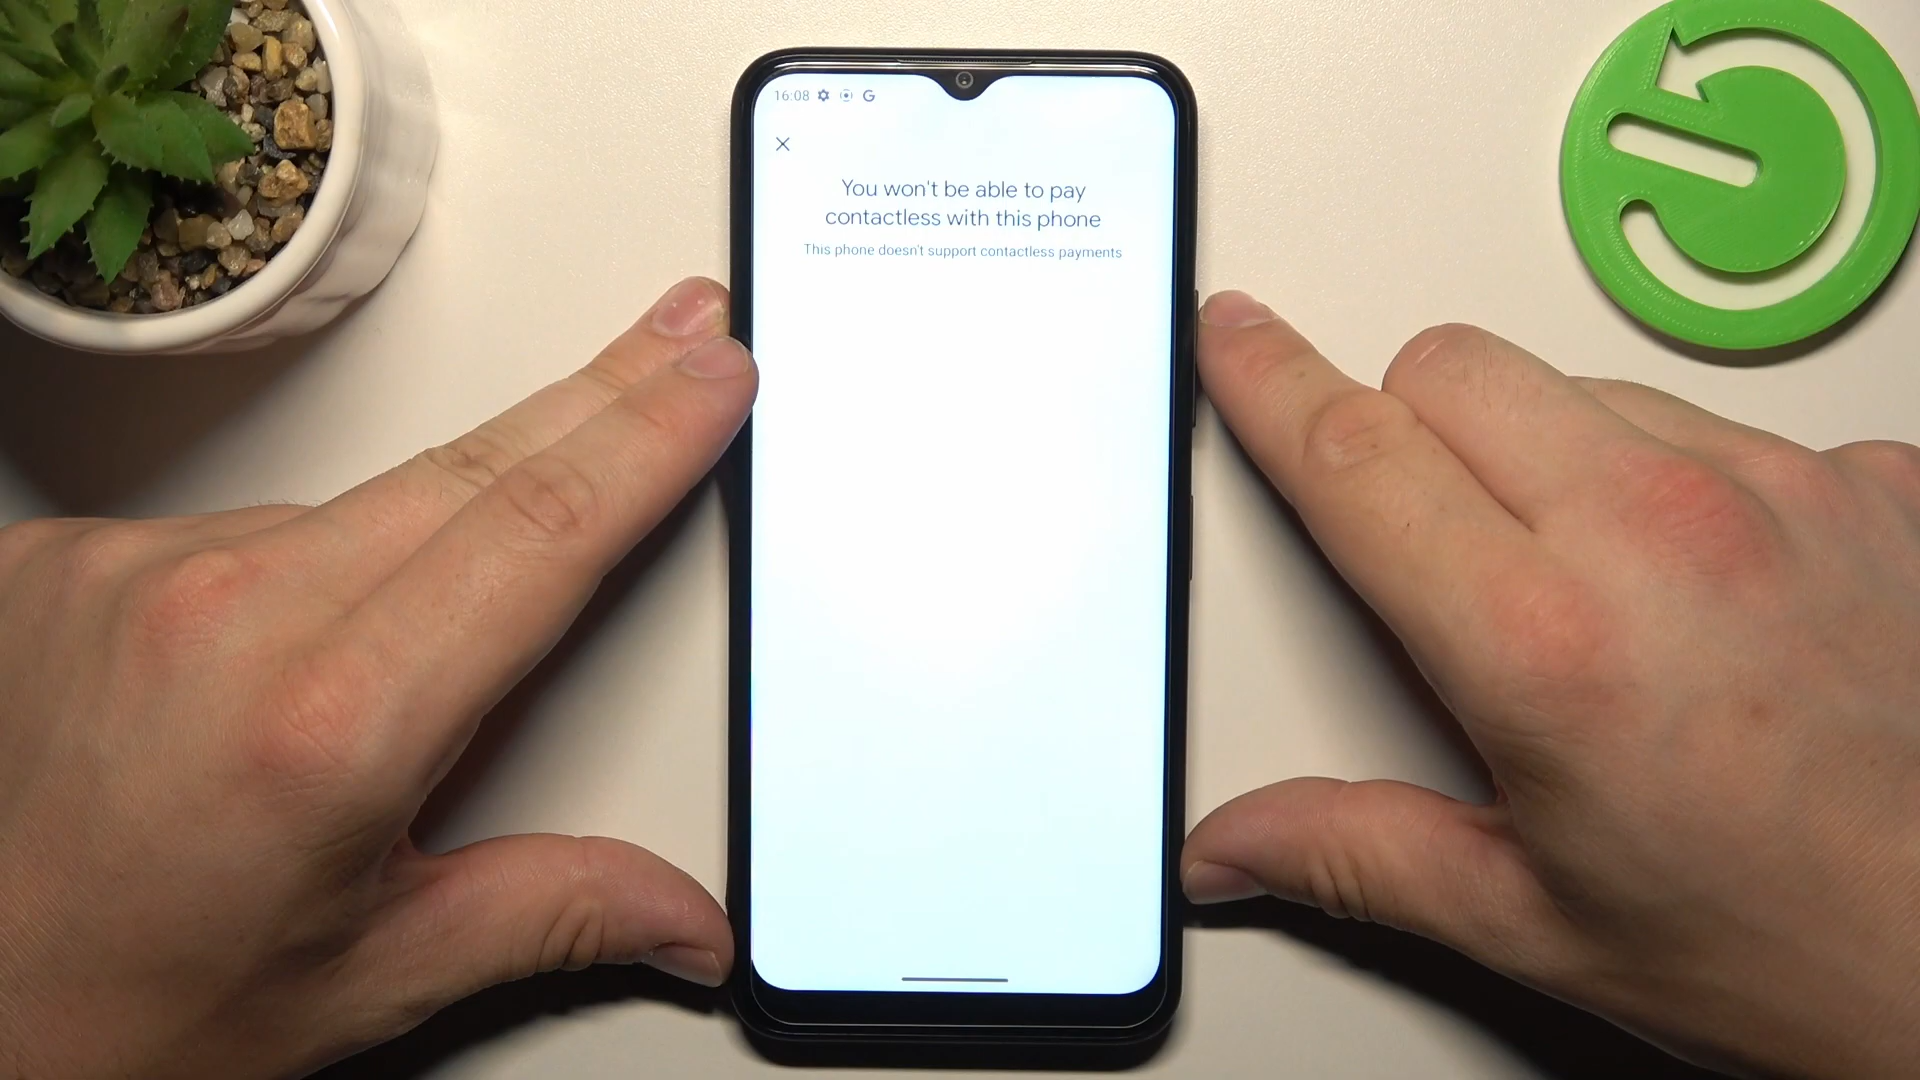 16:08 G
You won't be able to pay
contactless with this phone
This phone doesn't support contactless payments